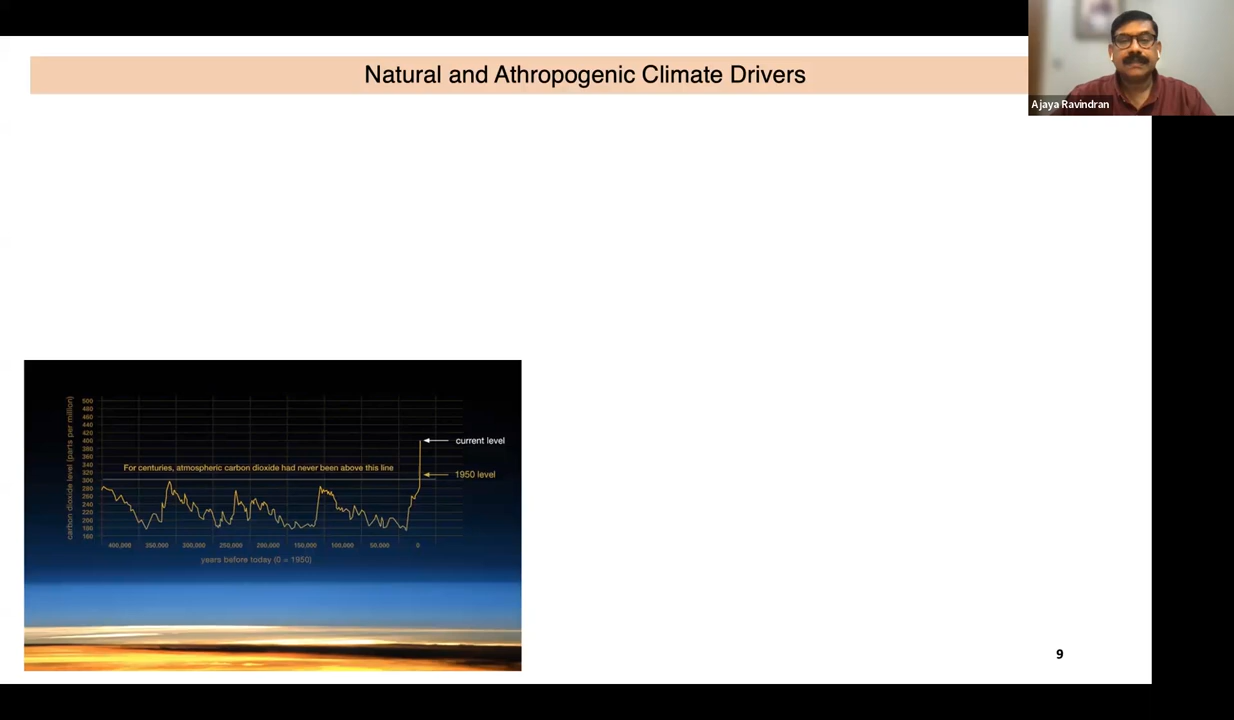 Natural and Athropogenic Climate Drivers
Ajaya Ravindran
carbon dioxide level (parts per million)
500
480
460
440
420
400
380
360
340
320
300
280
260
240
220
200
180
160
For centuries, atmospheric carbon dioxide had never been above this line
current level
1950 level
400,000 350,000 300,000 250,000 200,000 150,000 100,000 50,000 0
years before today (0 = 1950)
9